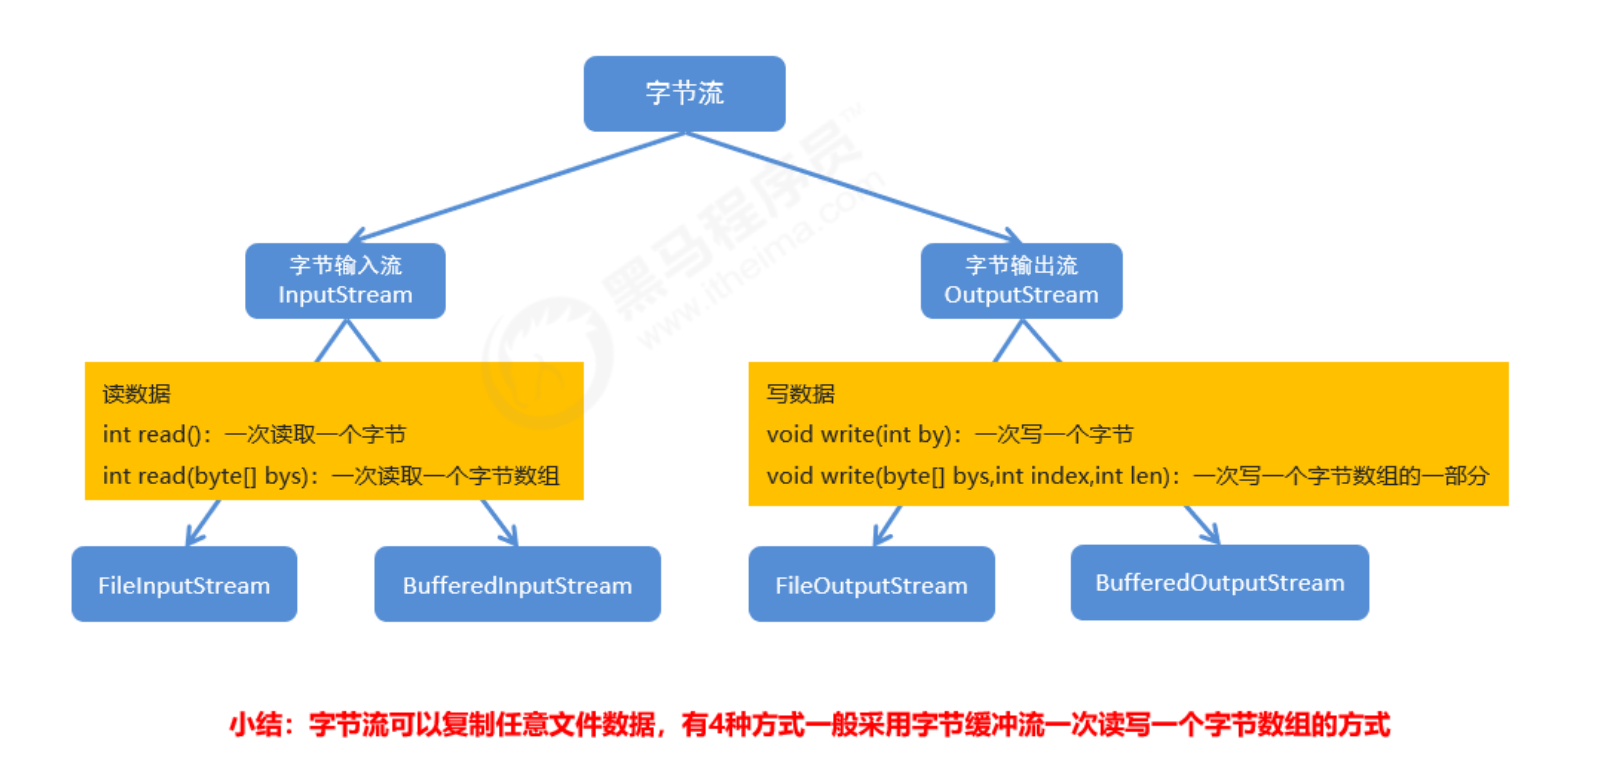 字节流
字节输入流
InputStream
字节输出流
OutputStream
读数据
int read()：一次读取一个字节
int read(byte[] bys)：一次读取一个字节数组
写数据
void write(int by)：一次写一个字节
void write(byte[] bys,int index,int len)：一次写一个字节数组的一部分
FileInputStream
BufferedInputStream
FileOutputStream
BufferedOutputStream
小结：字节流可以复制任意文件数据，有4种方式一般采用字节缓冲流一次读写一个字节数组的方式
黑马程序员™
www.itheima.com